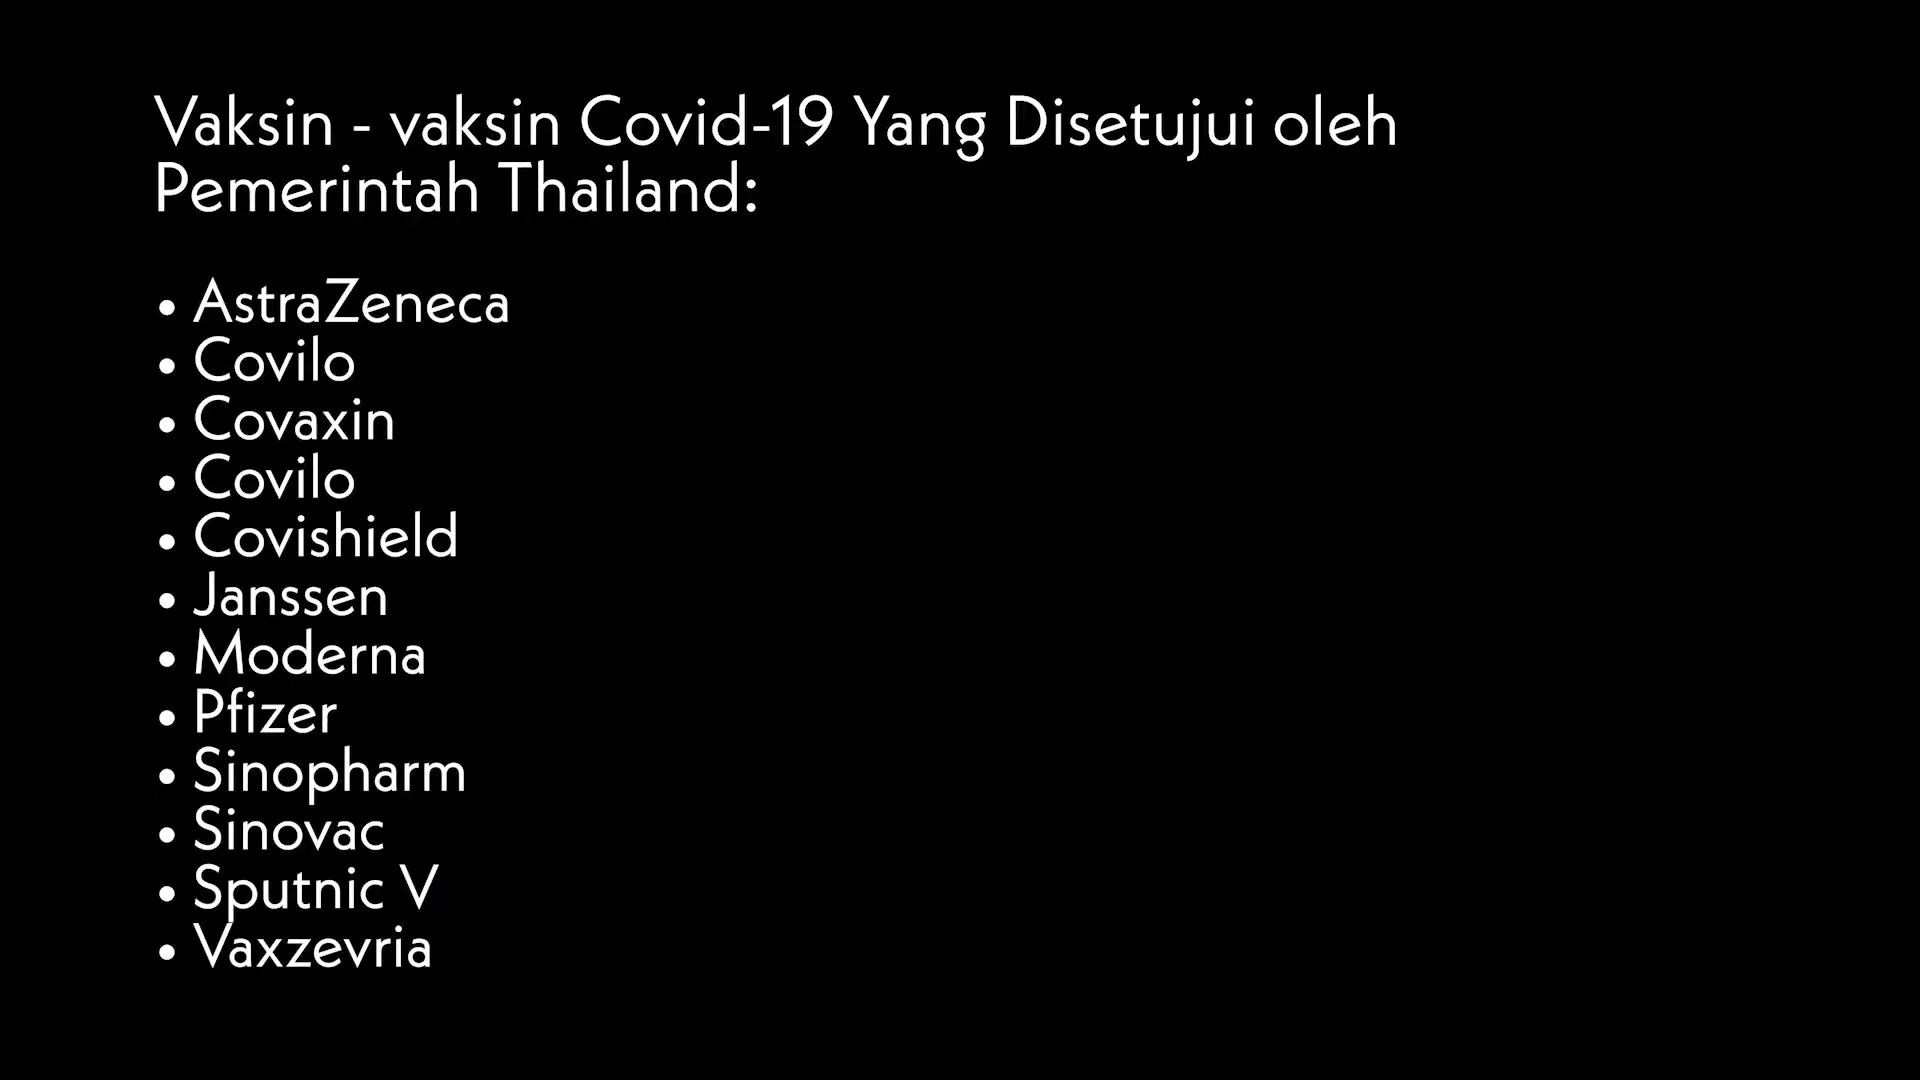 Vaksin - vaksin Covid-19 Yang Disetujui oleh
Pemerintah Thailand:
• AstraZeneca
• Covilo
• Covaxin
• Covilo
• Covishield
• Janssen
• Moderna
• Pfizer
• Sinopharm
• Sinovac
• Sputnic V
• Vaxzevria